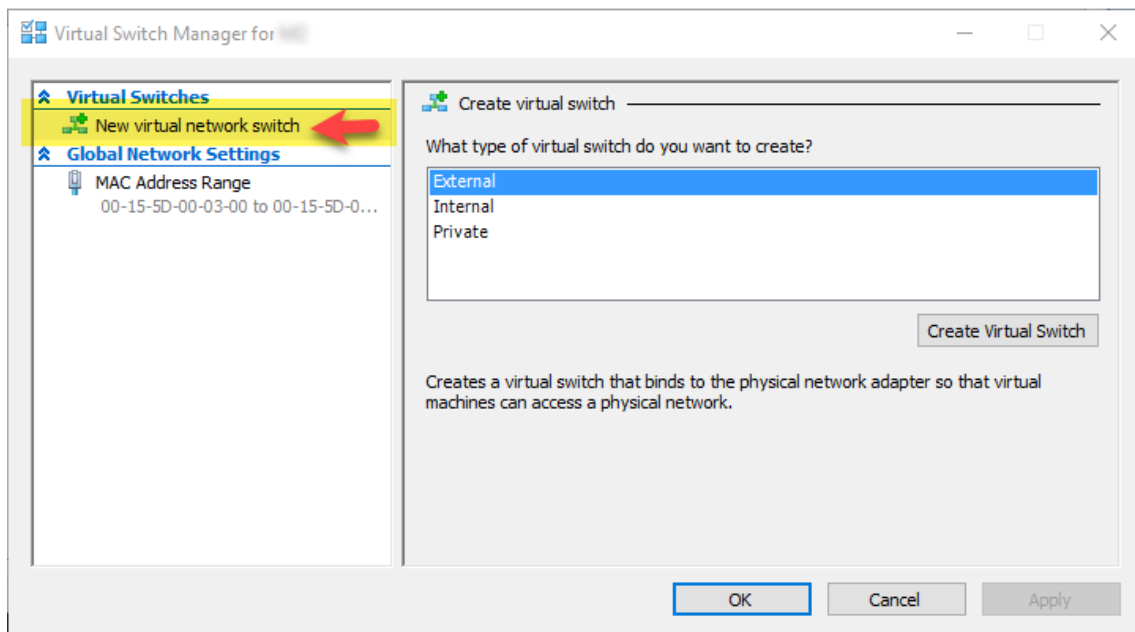 Virtual Switch Manager for
Virtual Switches
New virtual network switch
Global Network Settings
MAC Address Range
00-15-5D-00-03-00 to 00-15-5D-0...
Create virtual switch
What type of virtual switch do you want to create?
External
Internal
Private
Create Virtual Switch
Creates a virtual switch that binds to the physical network adapter so that virtual
machines can access a physical network.
OK
Cancel
Apply